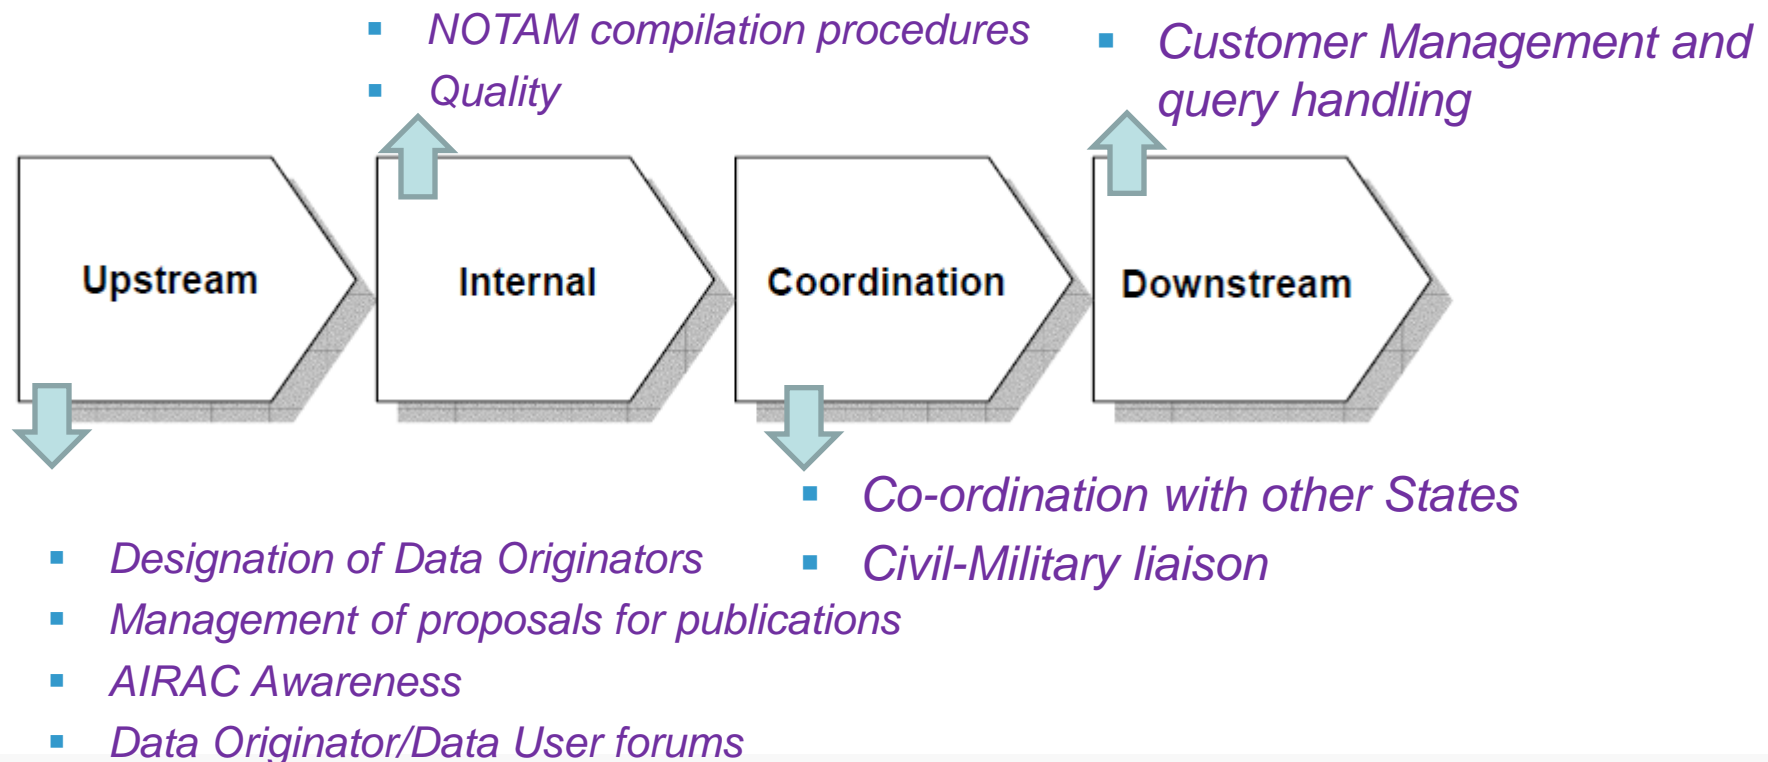 ▪ NOTAM compilation procedures
▪ Quality
▪ Customer Management and
query handling
Upstream
Internal
Coordination
Downstream
▪ Co-ordination with other States
▪ Civil-Military liaison
▪ Designation of Data Originators
▪ Management of proposals for publications
▪ AIRAC Awareness
▪ Data Originator/Data User forums